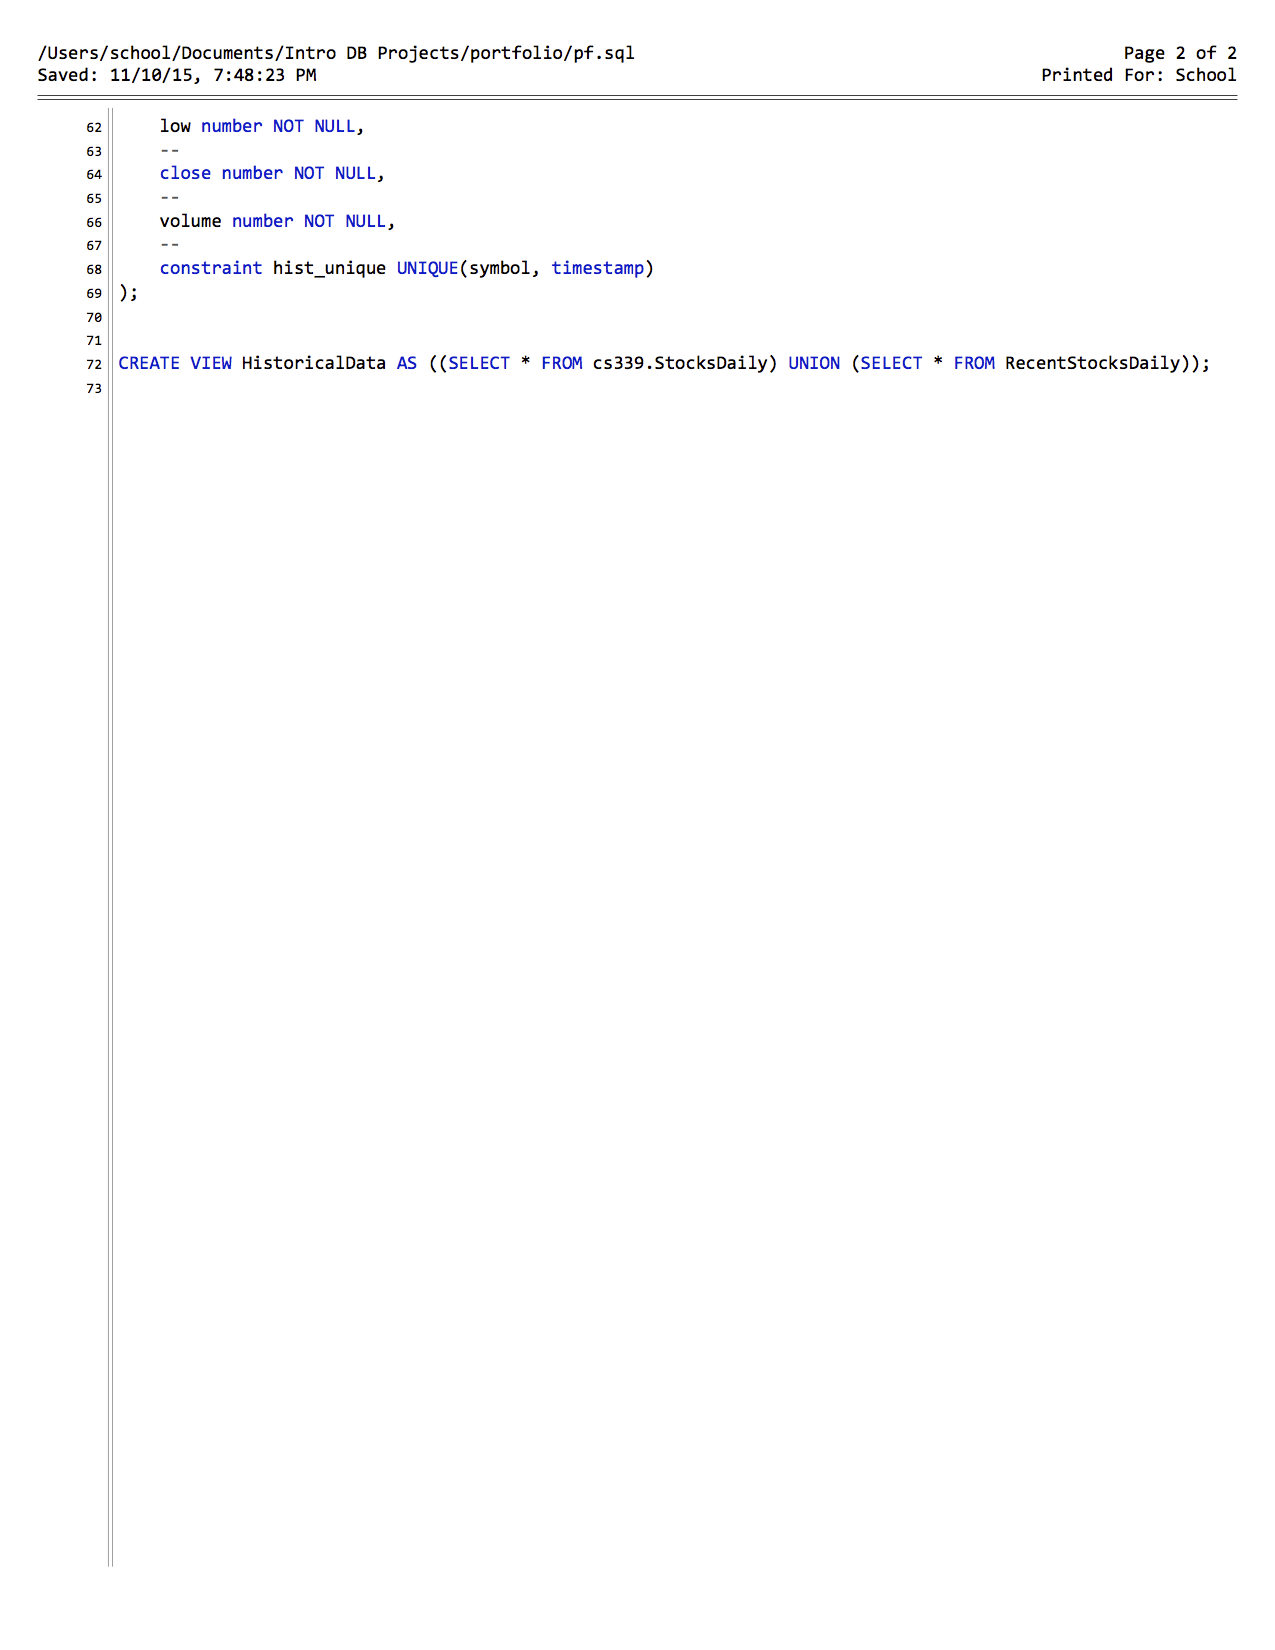 /Users/school/Documents/Intro DB Projects/portfolio/pf.sql Page 2 of 2
Saved: 11/10/15, 7:48:23 PM Printed For: School
62 low number NOT NULL,
63 --
64 close number NOT NULL,
65 --
66 volume number NOT NULL,
67 --
68 constraint hist_unique UNIQUE(symbol, timestamp)
69 );
70
71
72 CREATE VIEW HistoricalData AS ((SELECT * FROM cs339.StocksDaily) UNION (SELECT * FROM RecentStocksDaily));
73